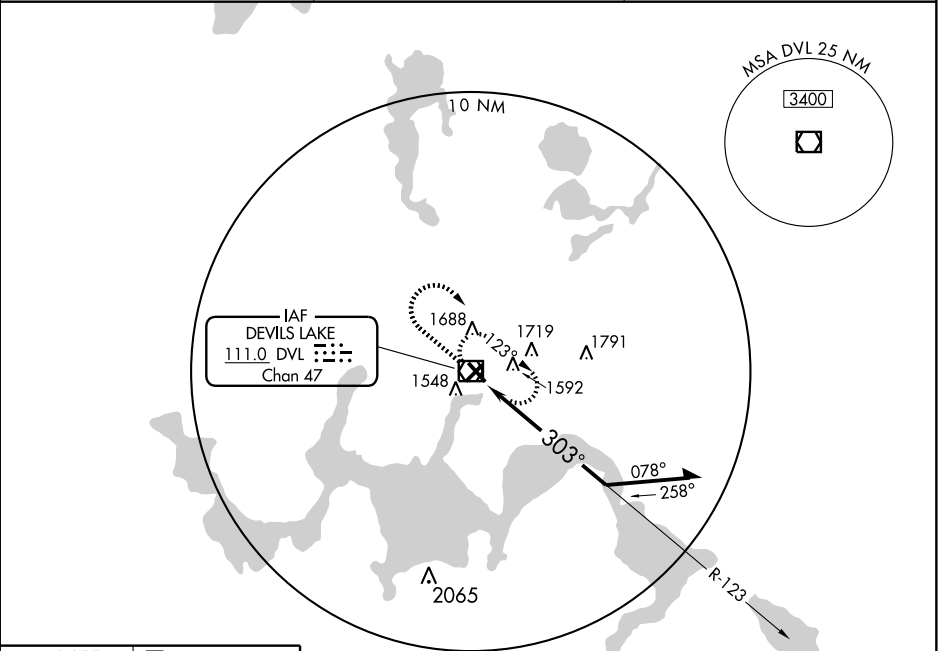 MSA DVL 25 NM
3400
10 NM
IAF
DEVILS LAKE
111.0 DVL
Chan 47
1688
123°
1719
1791
1548
1592
303°
078°
258°
R-123
2065